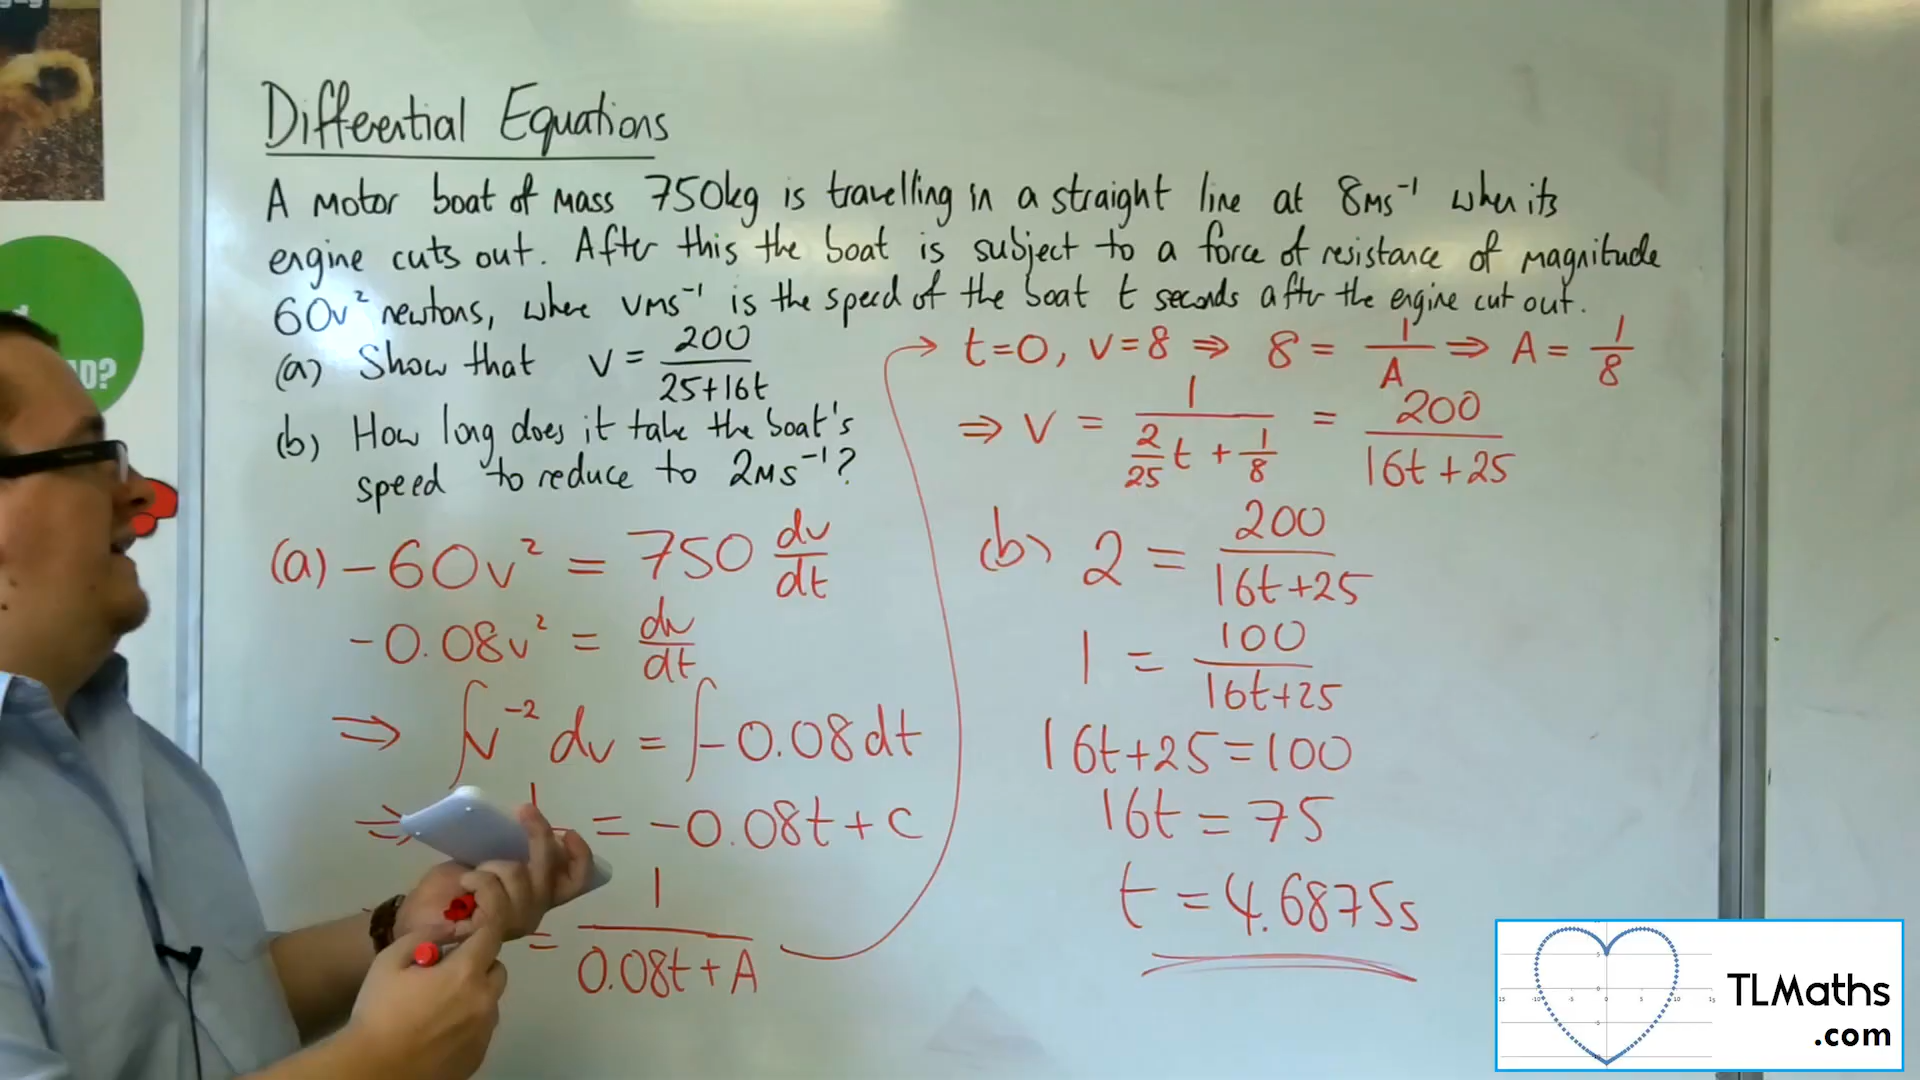 Differential Equations
A motor boat of mass 750kg is travelling in a straight line at 8ms⁻¹ when its
engine cuts out. After this the boat is subject to a force of resistance of magnitude
60v² newtons, where vms⁻¹ is the speed of the boat t seconds after the engine cut out.
(a) Show that v = 200/(25+16t)
(b) How long does it take the boat's
speed to reduce to 2ms⁻¹?
(a) -60v² = 750 dv/dt
-0.08v² = dv/dt
⇒ ∫v⁻² dv = ∫-0.08dt
⇒ = -0.08t + c
= 1/(0.08t + A)
→ t=0, v=8 ⇒ 8 = 1/A ⇒ A = 1/8
⇒ v = 1/(2/25 t + 1/8) = 200/(16t + 25)
(b) 2 = 200/(16t+25)
1 = 100/(16t+25)
16t+25=100
16t = 75
t = 4.6875s
D?
TLMaths
.com